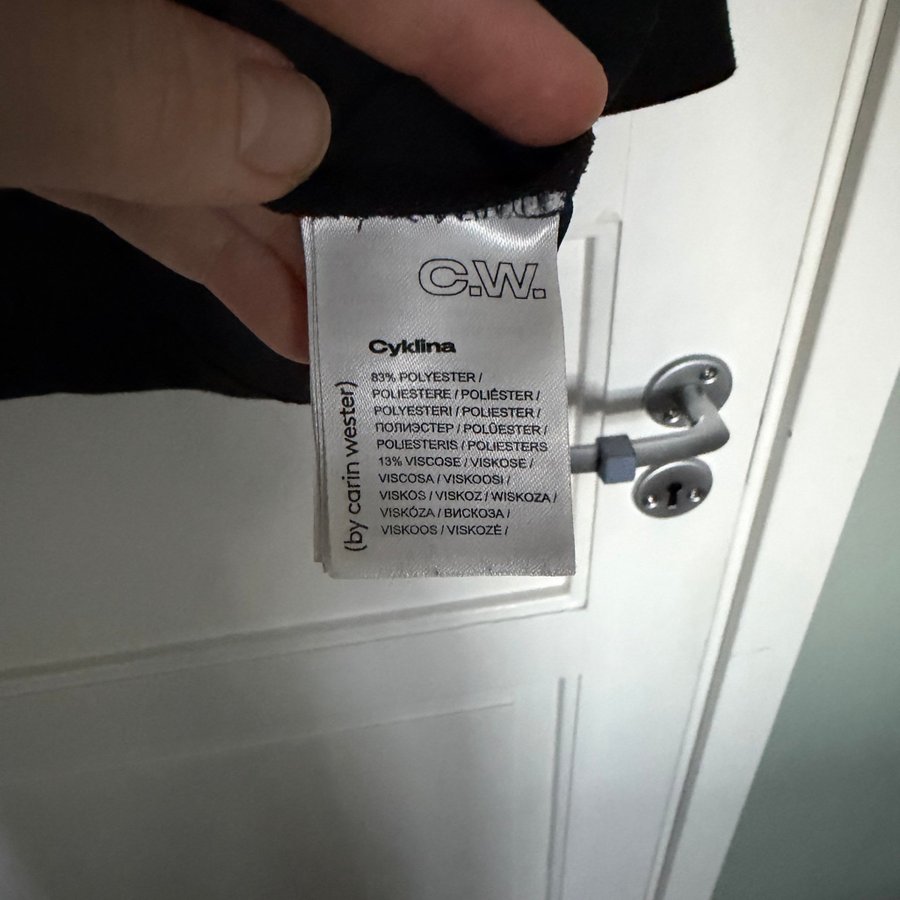 C.W.
Cyklina
83% POLYESTER /
POLIESTERE / POLIÉSTER /
POLYESTERI / POLIESTER /
ПОЛИЭСТЕР / POLÜESTER /
POLIESTERIS / POLIESTERS
13% VISCOSE / VISKOSE /
VISCOSA / VISKOOSI /
VISKOS / VISKOZ / WISKOZA /
VISKÓZA / ВИСКОЗА /
VISKOOS / VISKOZĖ /
(by carin wester)